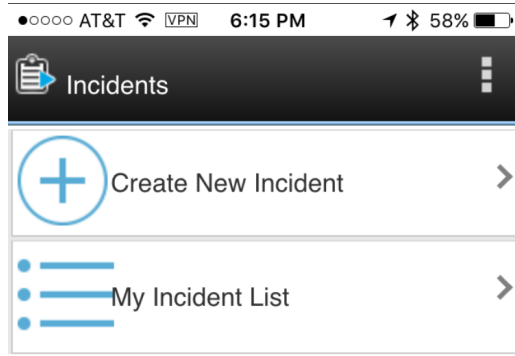 AT&T VPN 6:15 PM 58%
Incidents
Create New Incident
My Incident List